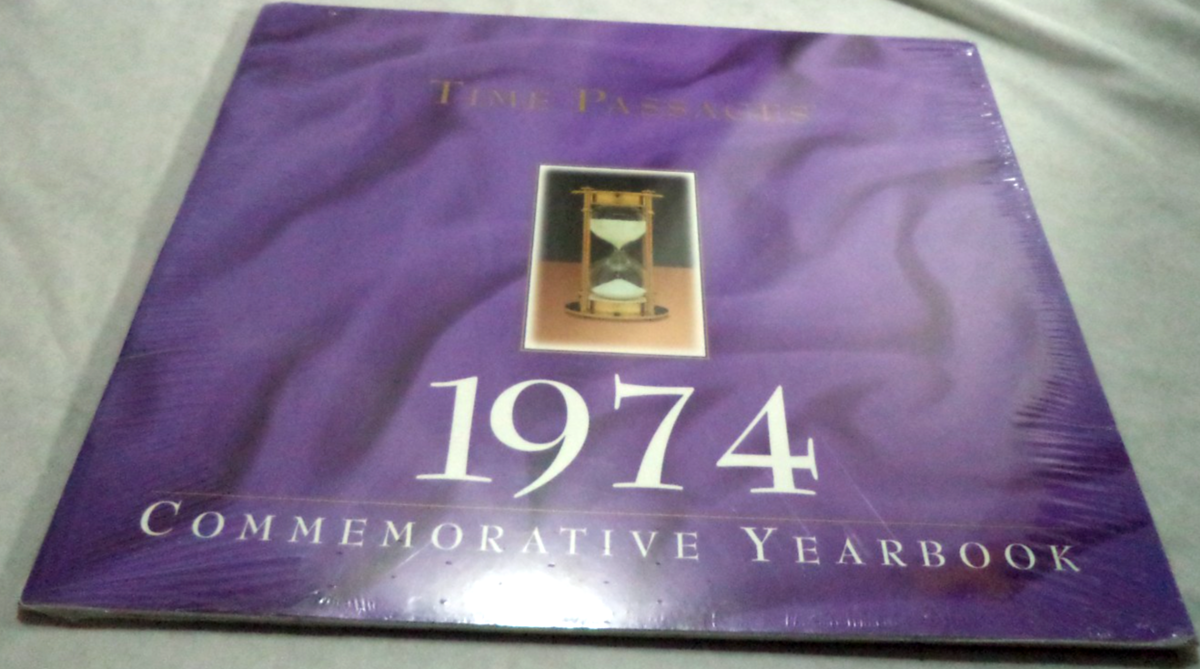 TIME PASSAGES
1974
COMMEMORATIVE YEARBOOK